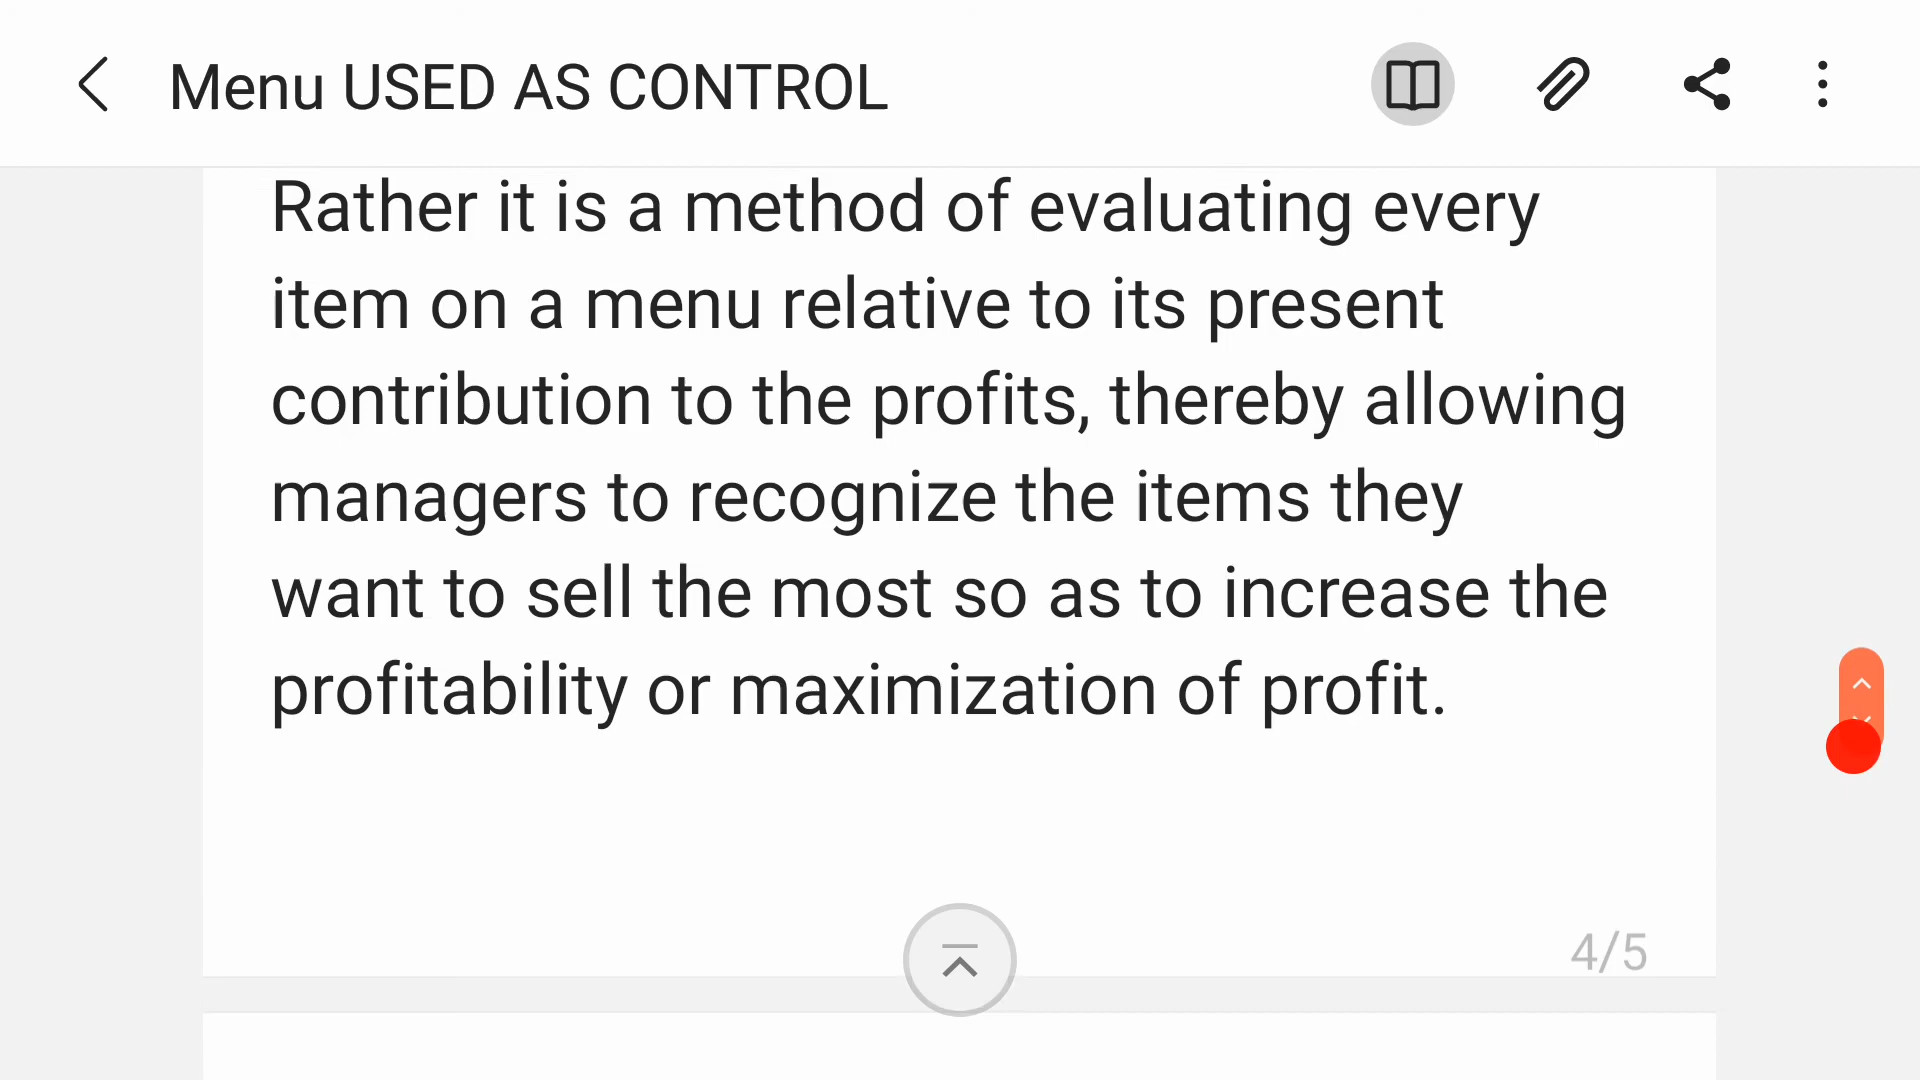 Menu USED AS CONTROL
Rather it is a method of evaluating every
item on a menu relative to its present
contribution to the profits, thereby allowing
managers to recognize the items they
want to sell the most so as to increase the
profitability or maximization of profit.
4/5